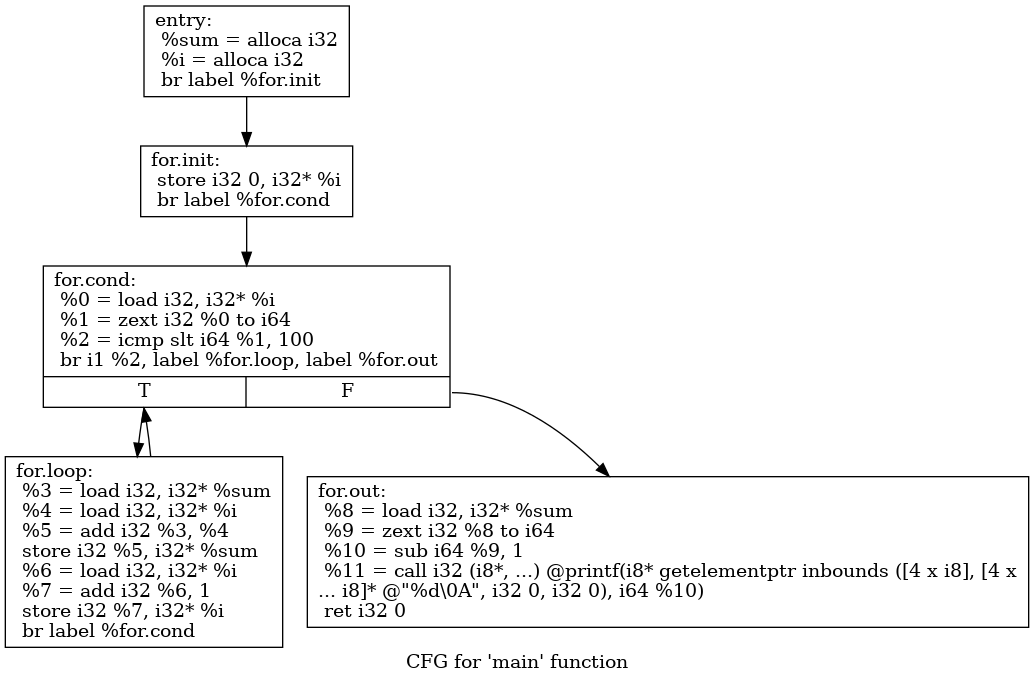 entry:
%sum = alloca i32
%i = alloca i32
br label %for.init
for.init:
store i32 0, i32* %i
br label %for.cond
for.cond:
%0 = load i32, i32* %i
%1 = zext i32 %0 to i64
%2 = icmp slt i64 %1, 100
br i1 %2, label %for.loop, label %for.out
T F
for.loop:
%3 = load i32, i32* %sum
%4 = load i32, i32* %i
%5 = add i32 %3, %4
store i32 %5, i32* %sum
%6 = load i32, i32* %i
%7 = add i32 %6, 1
store i32 %7, i32* %i
br label %for.cond
for.out:
%8 = load i32, i32* %sum
%9 = zext i32 %8 to i64
%10 = sub i64 %9, 1
%11 = call i32 (i8*, ...) @printf(i8* getelementptr inbounds ([4 x i8], [4 x
... i8]* @"%d\0A", i32 0, i32 0), i64 %10)
ret i32 0
CFG for 'main' function